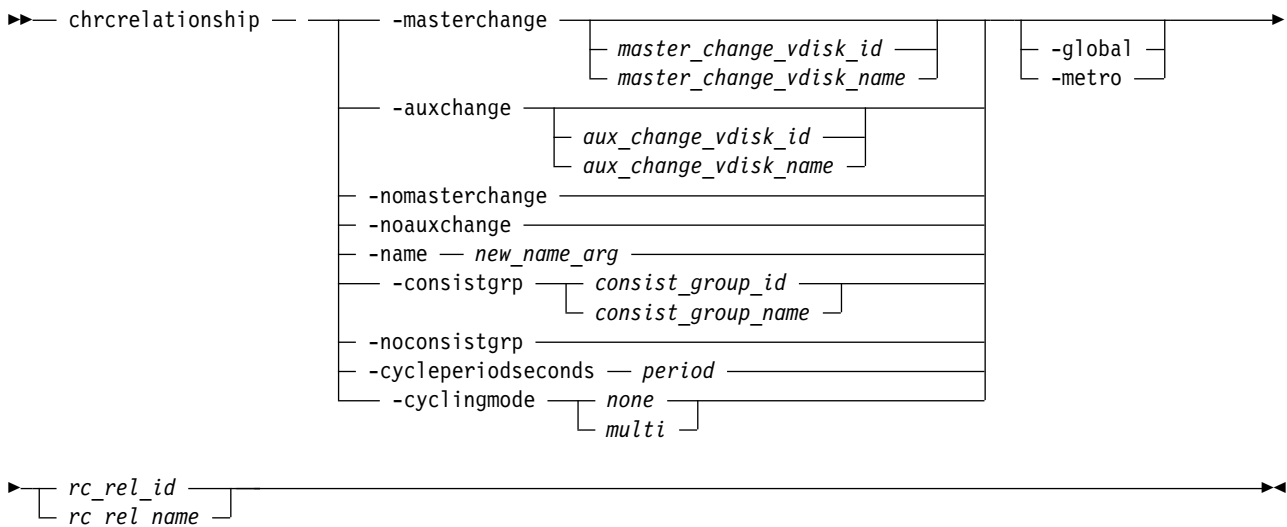 chrcrelationship -masterchange
master_change_vdisk_id -global
master_change_vdisk_name -metro
-auxchange
aux_change_vdisk_id
aux_change_vdisk_name
-nomasterchange
-noauxchange
-name new_name_arg
-consistgrp consist_group_id
consist_group_name
-noconsistgrp
-cycleperiodseconds period
-cyclingmode none
multi
rc_rel_id
rc_rel_name